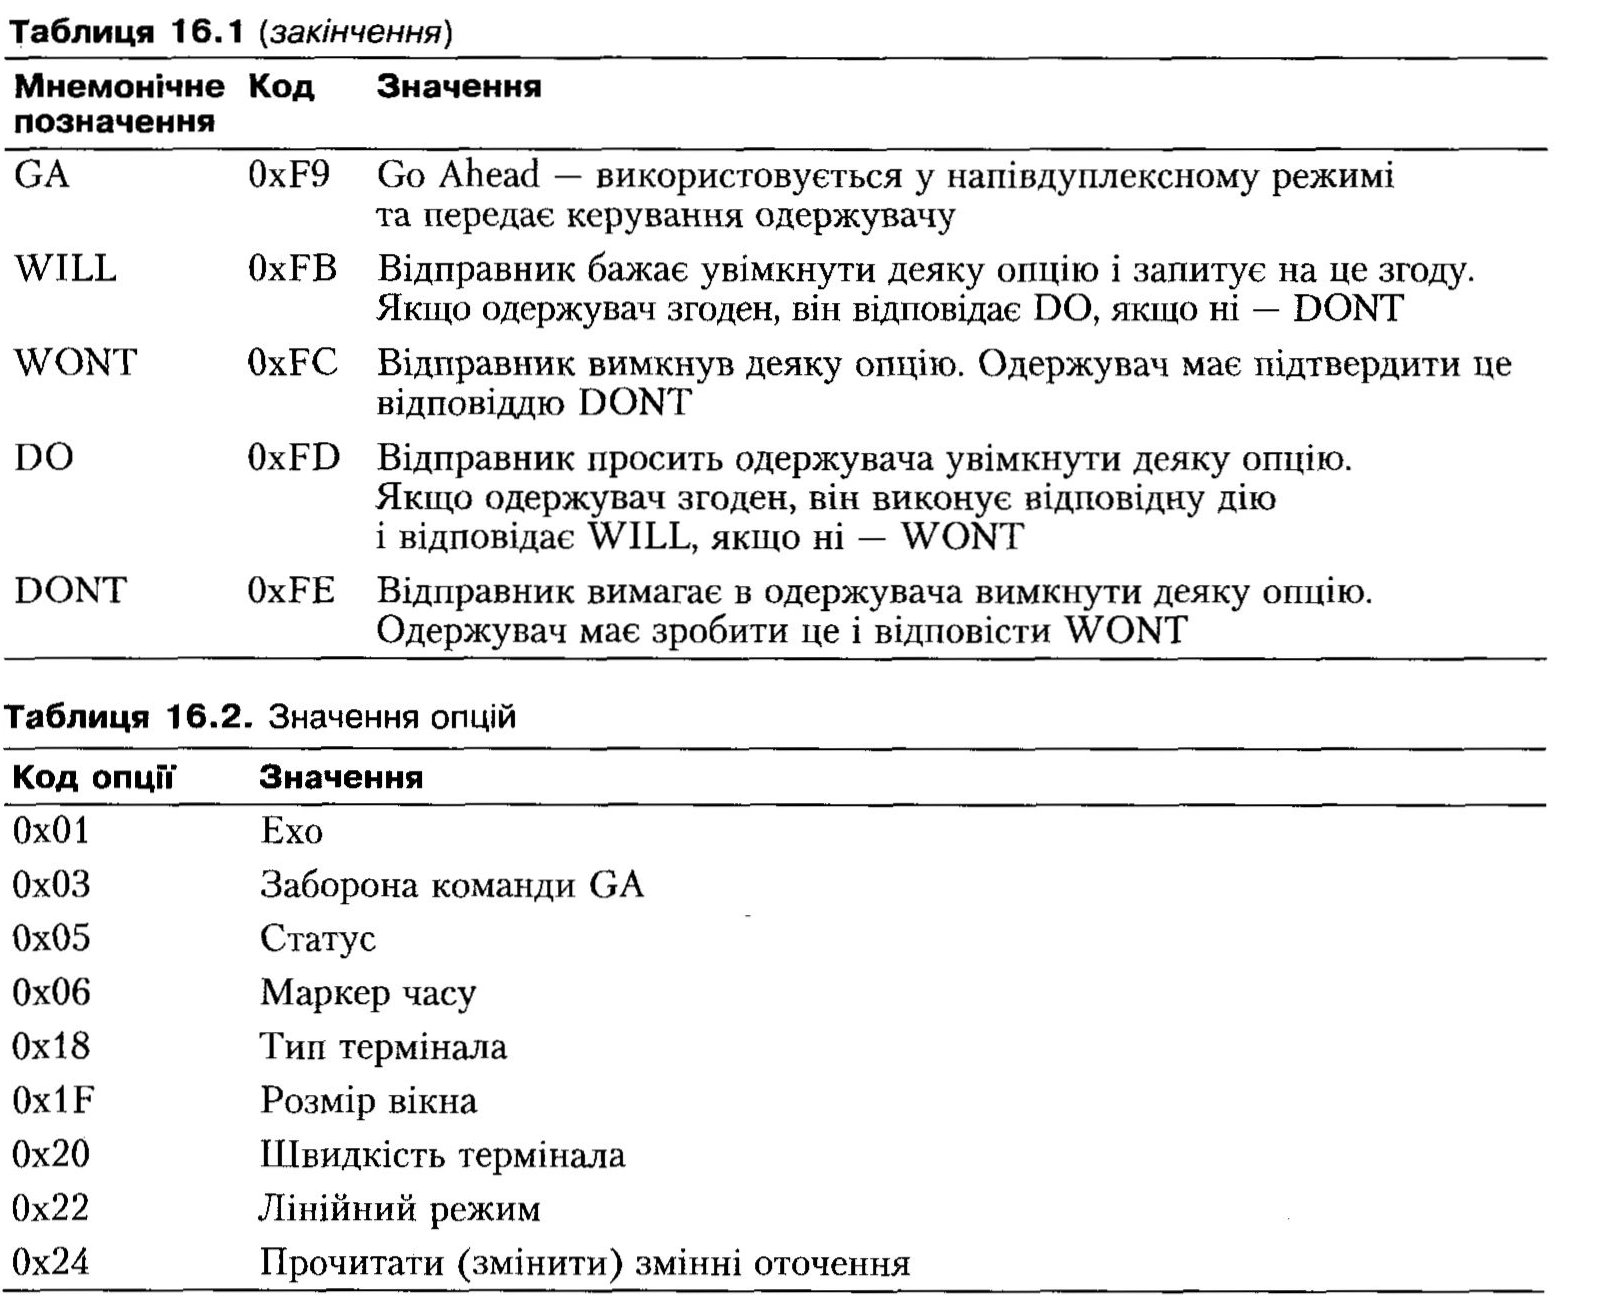 Таблиця 16.1 (закінчення)
Мнемонічне позначення Код Значення
GA 0xF9 Go Ahead — використовується у напівдуплексному режимі
та передає керування одержувачу
WILL 0xFB Відправник бажає увімкнути деяку опцію і запитує на це згоду.
Якщо одержувач згоден, він відповідає DO, якщо ні — DONT
WONT 0xFC Відправник вимкнув деяку опцію. Одержувач має підтвердити це
відповіддю DONT
DO 0xFD Відправник просить одержувача увімкнути деяку опцію.
Якщо одержувач згоден, він виконує відповідну дію
і відповідає WILL, якщо ні — WONT
DONT 0xFE Відправник вимагає в одержувача вимкнути деяку опцію.
Одержувач має зробити це і відповісти WONT
Таблиця 16.2. Значення опцій
Код опції Значення
0x01 Ехо
0x03 Заборона команди GA
0x05 Статус
0x06 Маркер часу
0x18 Тип термінала
0x1F Розмір вікна
0x20 Швидкість термінала
0x22 Лінійний режим
0x24 Прочитати (змінити) змінні оточення